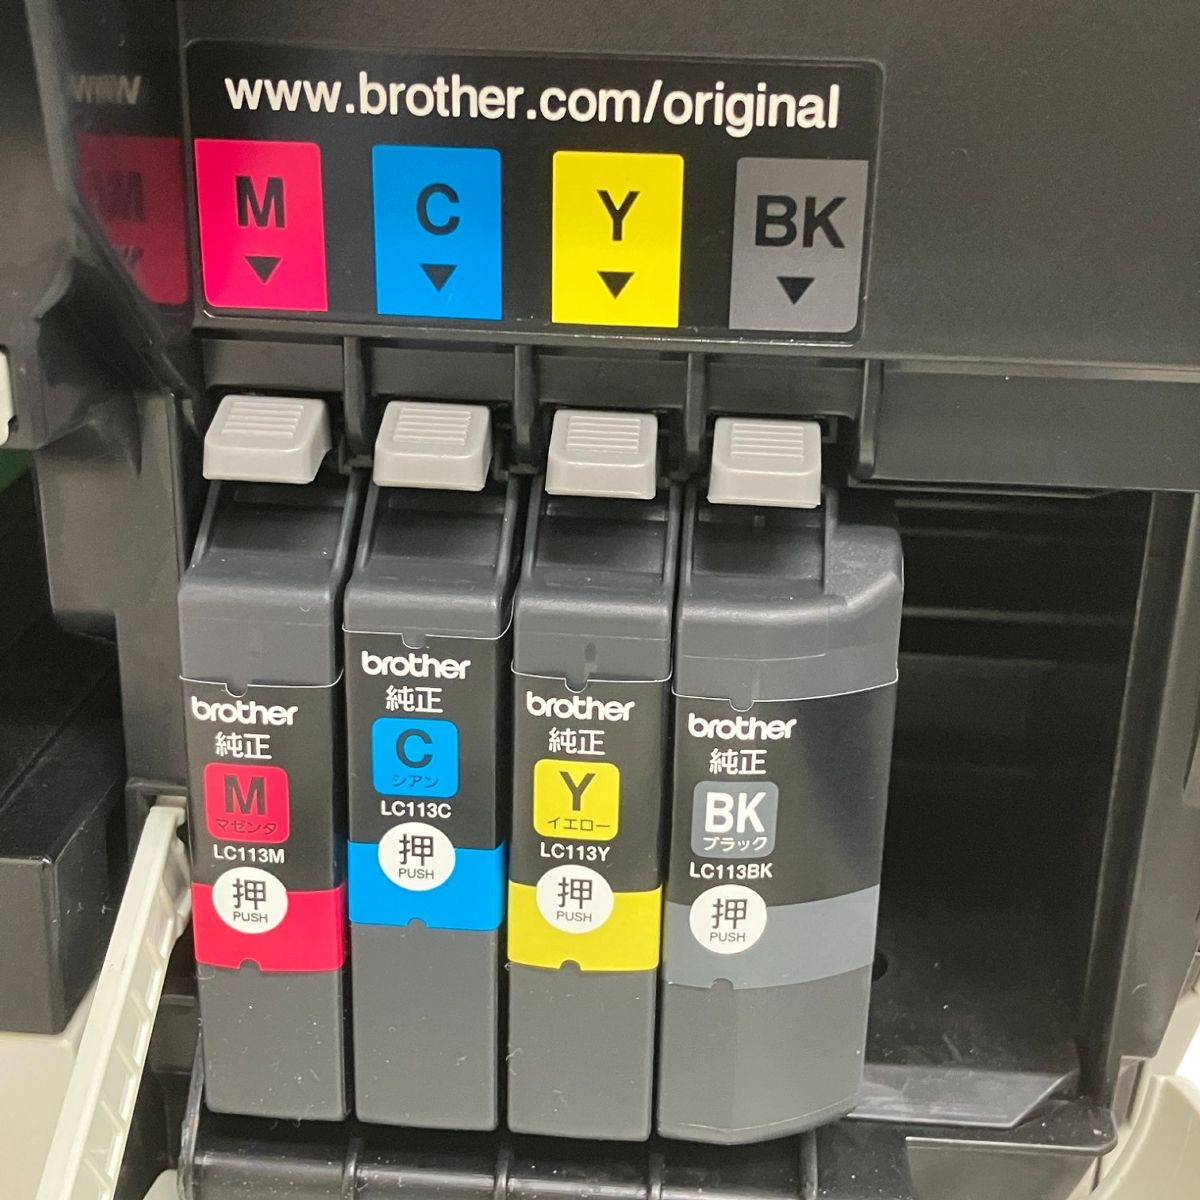 www.brother.com/original
M
C
Y
BK
brother
純正
M
マゼンタ
LC113M
押
PUSH
brother
純正
C
シアン
LC113C
押
PUSH
brother
純正
Y
イエロー
LC113Y
押
PUSH
brother
純正
BK
ブラック
LC113BK
押
PUSH